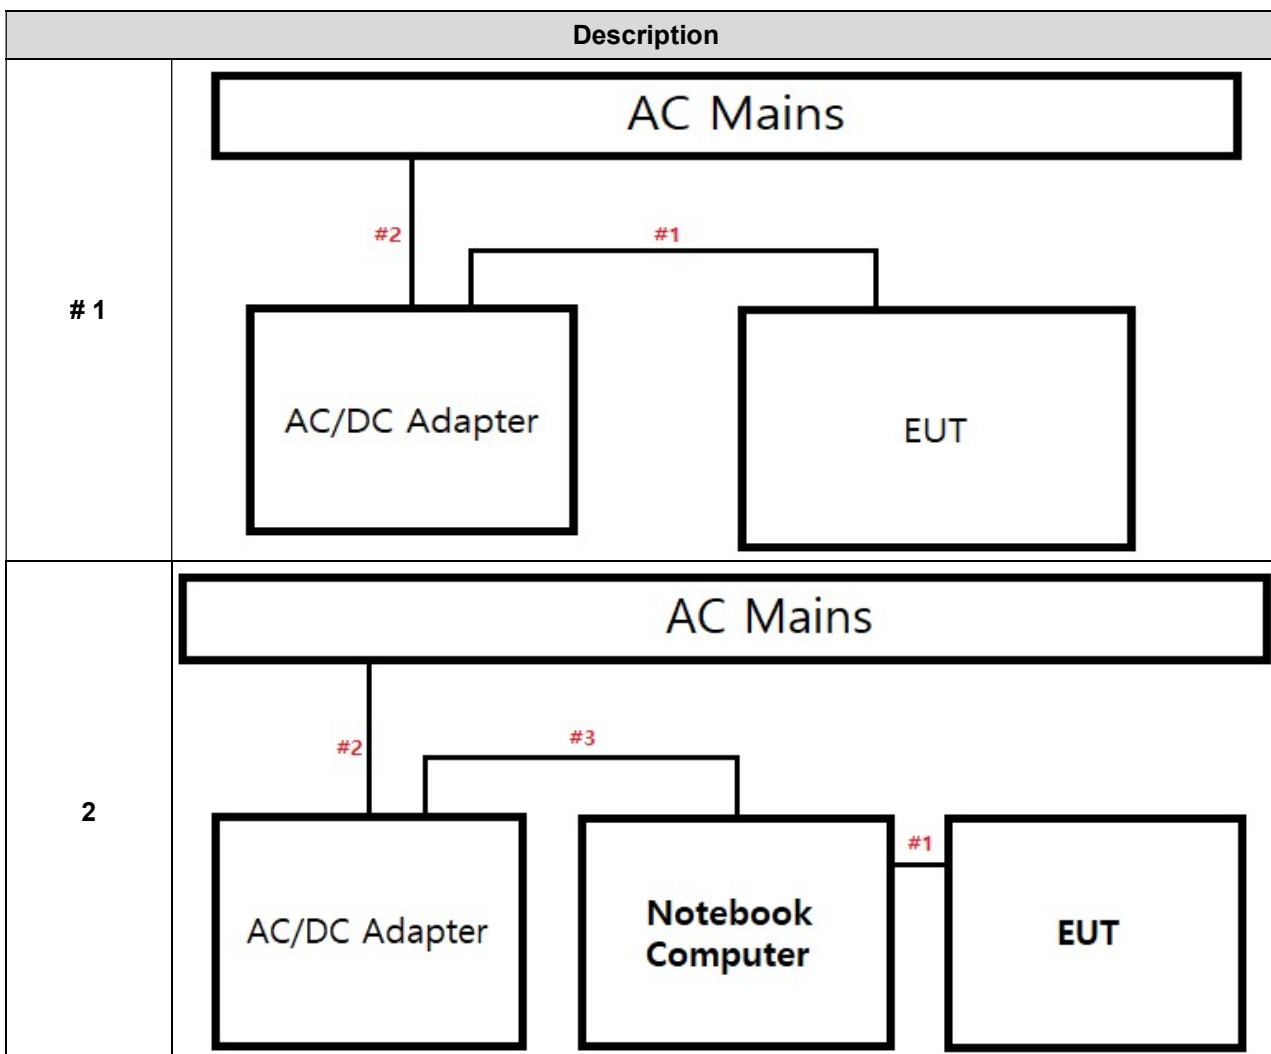 Description
# 1
AC Mains
#2
#1
AC/DC Adapter
EUT
2
AC Mains
#2
#3
#1
AC/DC Adapter
Notebook
Computer
EUT